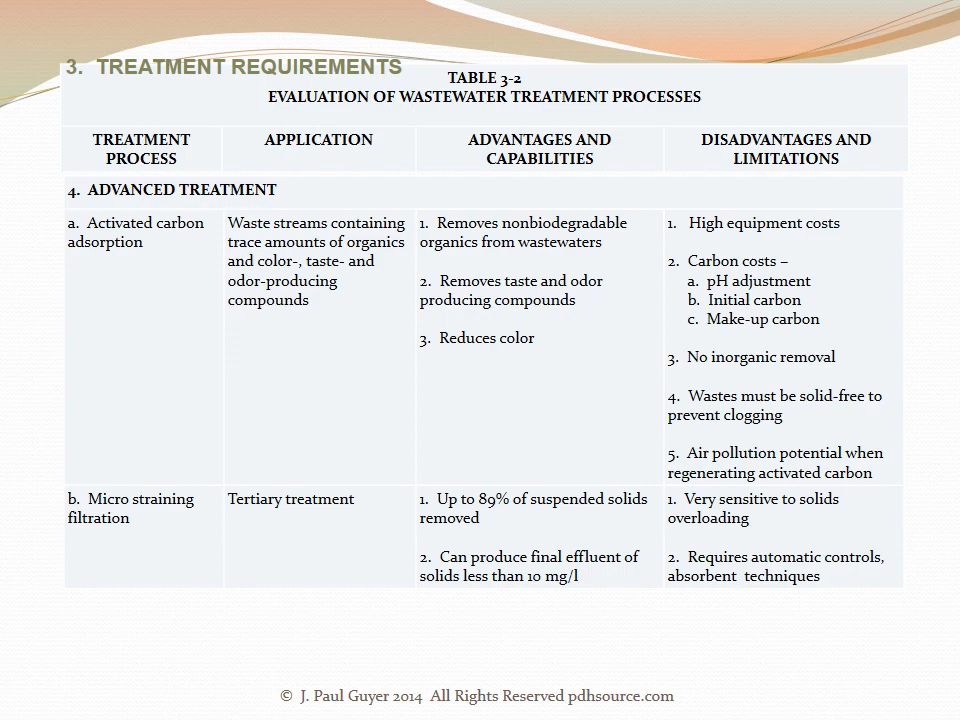 3. TREATMENT REQUIREMENTS
TABLE 3-2
EVALUATION OF WASTEWATER TREATMENT PROCESSES
TREATMENT
PROCESS
APPLICATION
ADVANTAGES AND
CAPABILITIES
DISADVANTAGES AND
LIMITATIONS
4. ADVANCED TREATMENT
a. Activated carbon
adsorption
Waste streams containing
trace amounts of organics
and color-, taste- and
odor-producing
compounds
1. Removes nonbiodegradable
organics from wastewaters
2. Removes taste and odor
producing compounds
3. Reduces color
1. High equipment costs
2. Carbon costs –
a. pH adjustment
b. Initial carbon
c. Make-up carbon
3. No inorganic removal
4. Wastes must be solid-free to
prevent clogging
5. Air pollution potential when
regenerating activated carbon
b. Micro straining
filtration
Tertiary treatment
1. Up to 89% of suspended solids
removed
2. Can produce final effluent of
solids less than 10 mg/l
1. Very sensitive to solids
overloading
2. Requires automatic controls,
absorbent techniques
© J. Paul Guyer 2014 All Rights Reserved pdhsource.com